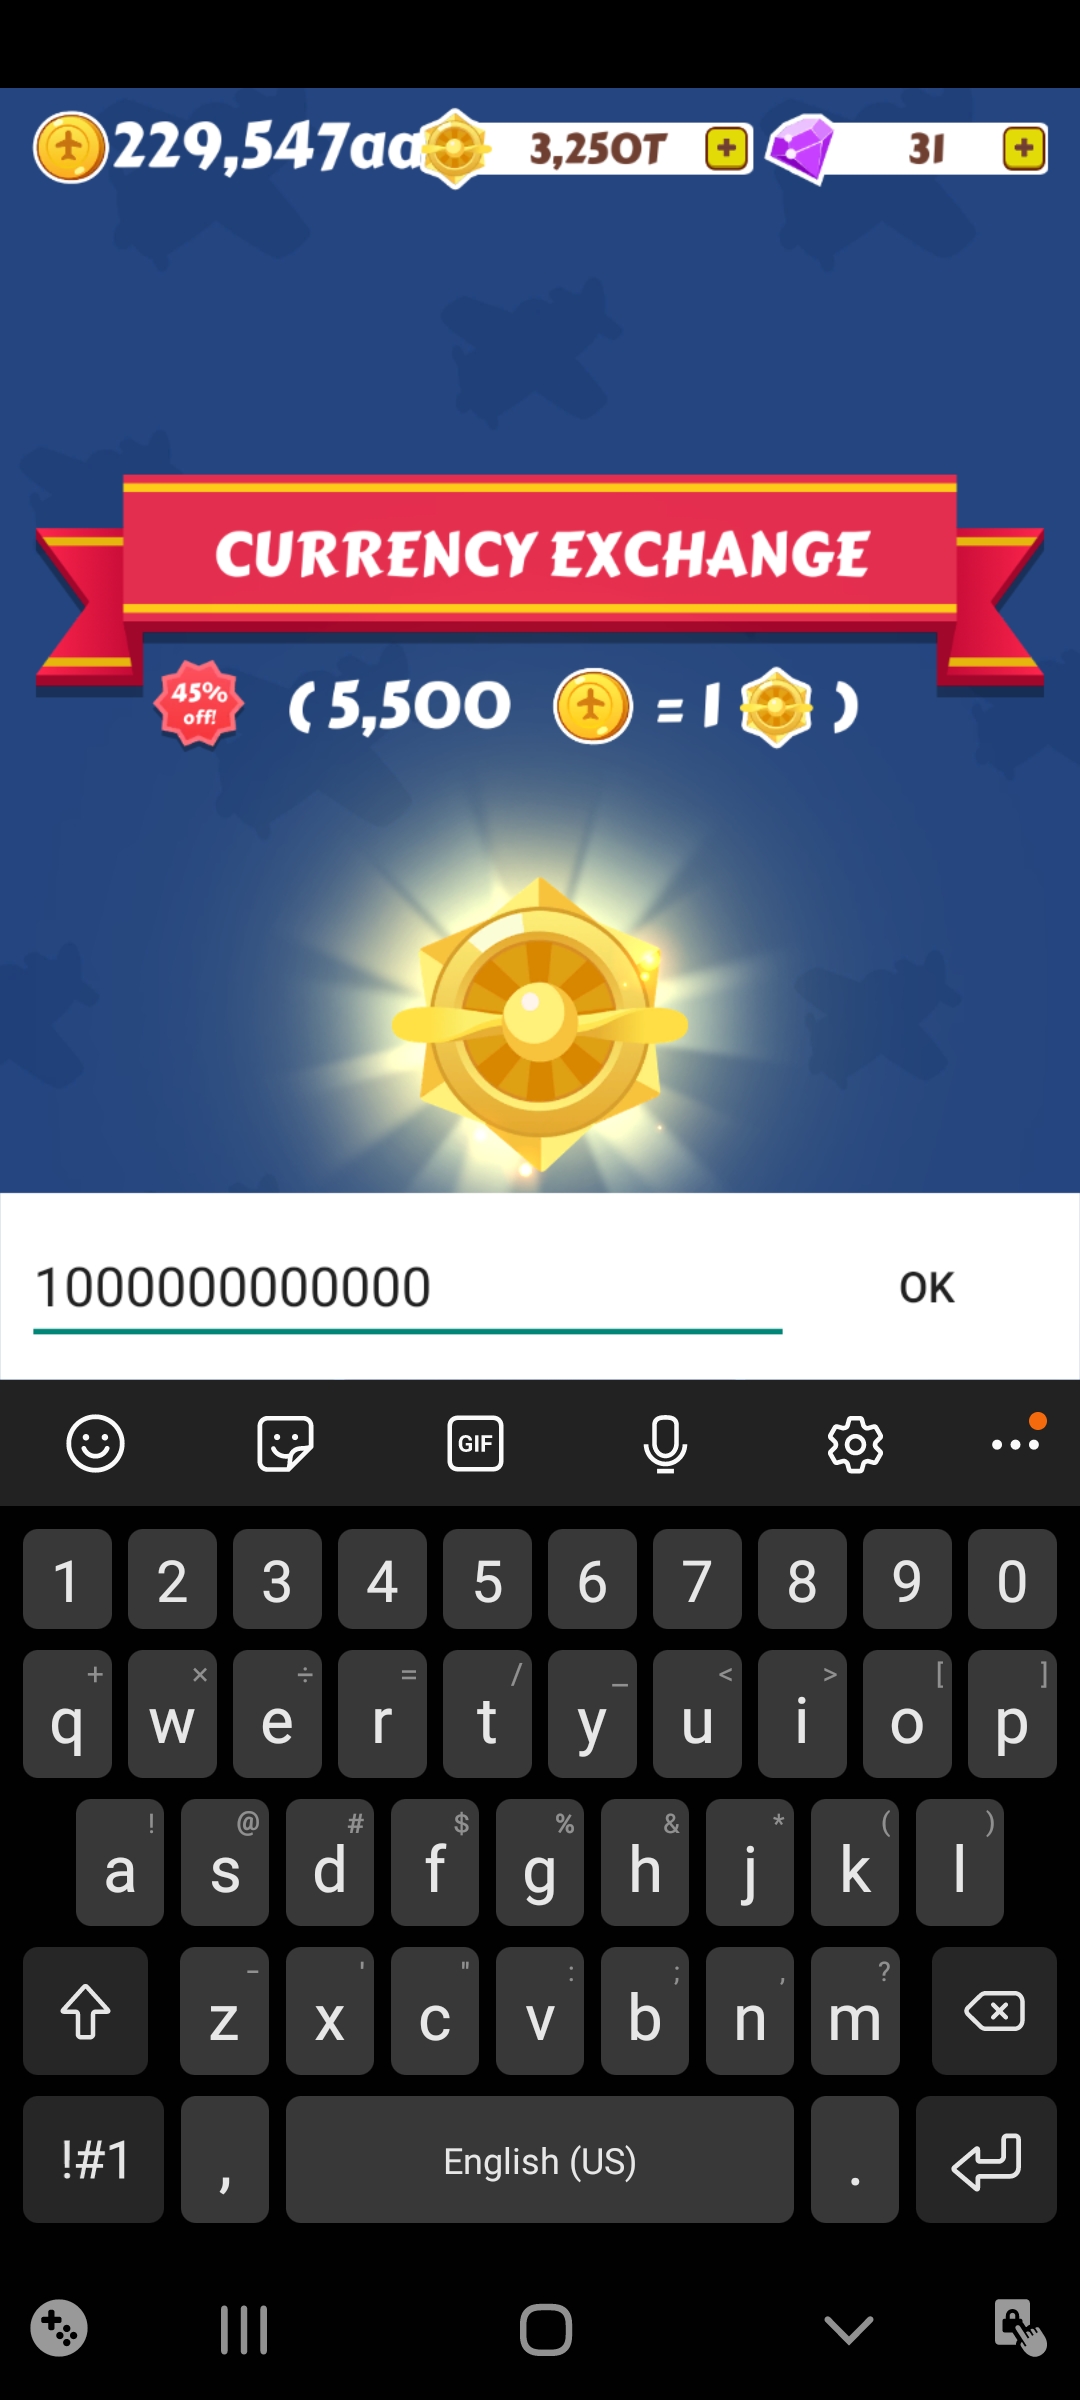 229,547aa 3,250T + 31 +
CURRENCY EXCHANGE
45% off! ( 5,500 = 1 )
1000000000000 OK
GIF
1 2 3 4 5 6 7 8 9 0
+ × ÷ = / _ < > [ ]
q w e r t y u i o p
! @ # $ % & * ( )
a s d f g h j k l
- ' " : ; , ?
z x c v b n m
!#1 , English (US) .